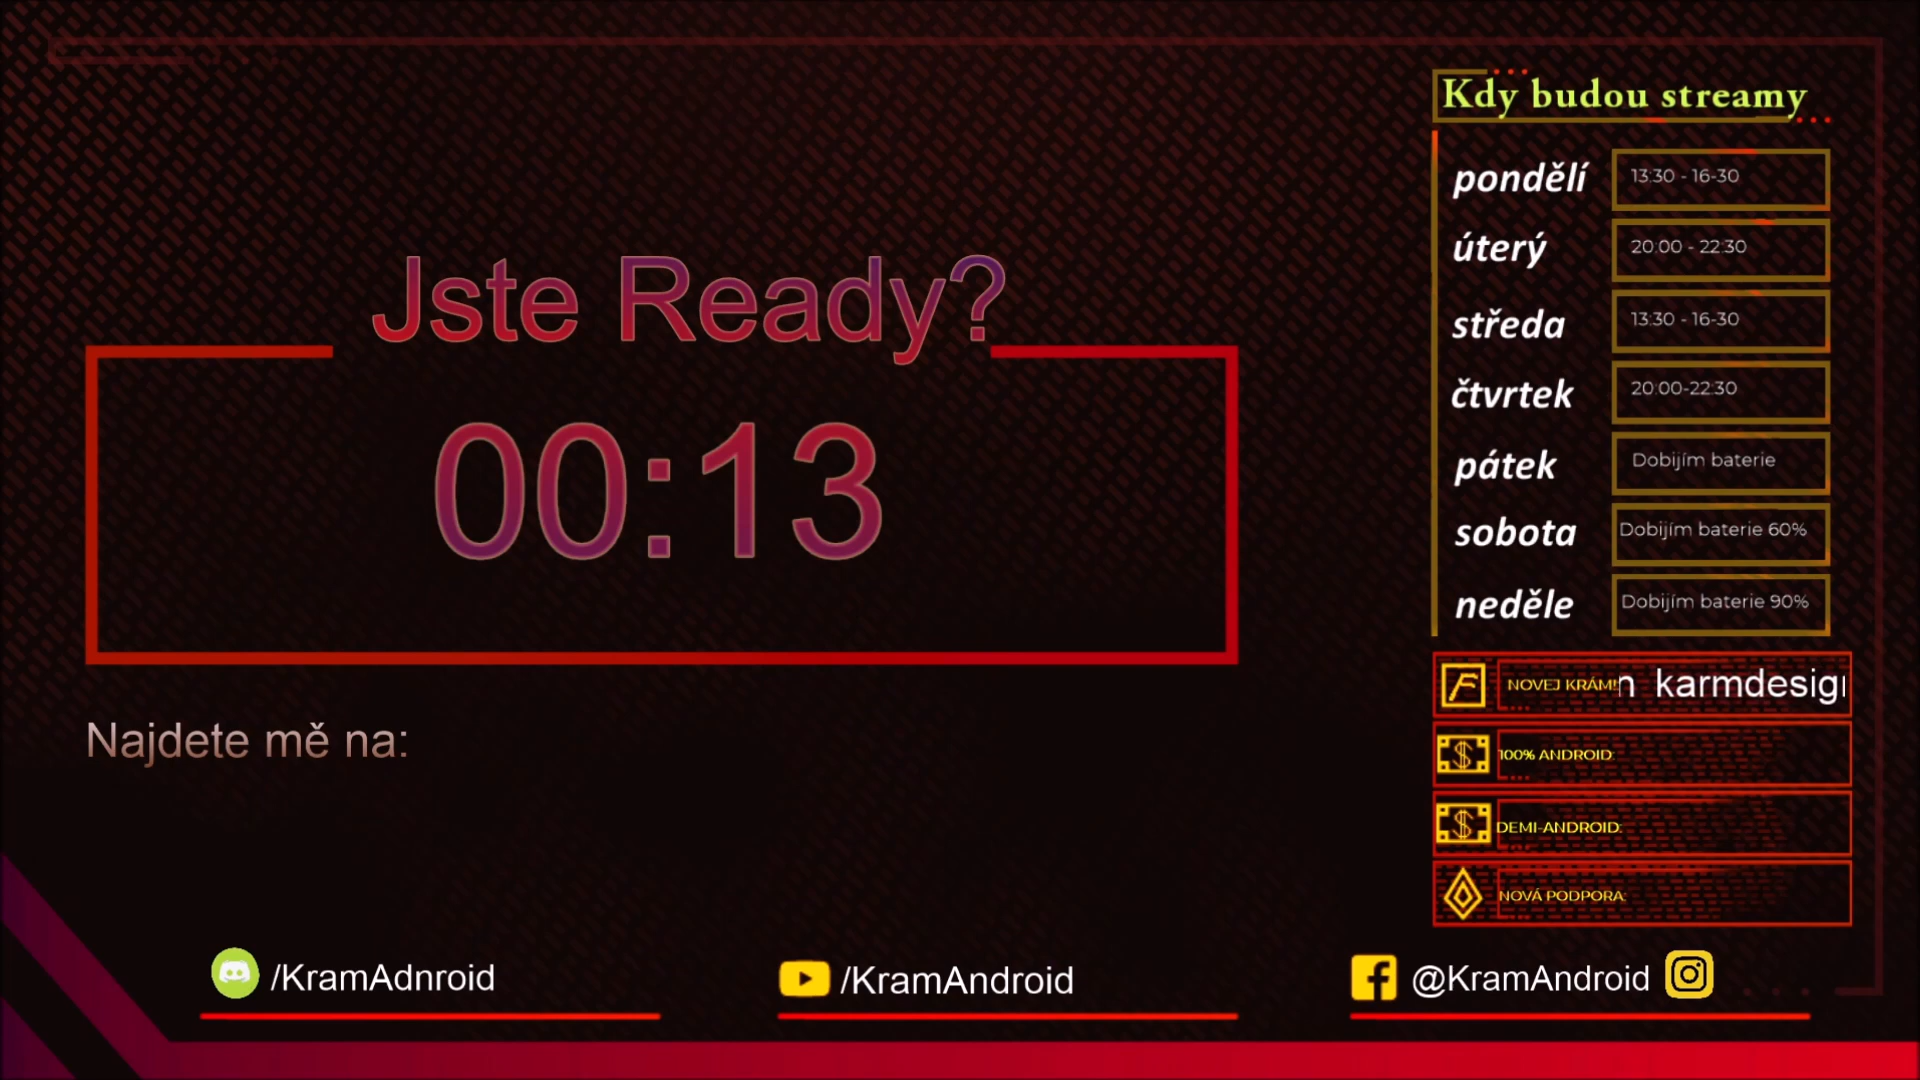 Jste Ready?
00:13
Najdete mě na:
Kdy budou streamy
pondělí 13:30 - 16-30
úterý 20:00 - 22:30
středa 13:30 - 16-30
čtvrtek 20:00-22:30
pátek Dobijím baterie
sobota Dobijím baterie 60%
neděle Dobijím baterie 90%
NOVEJ KRÁM: karmdesign
100% ANDROID:
DEMI-ANDROID:
NOVÁ PODPORA:
/KramAdnroid
/KramAndroid
@KramAndroid